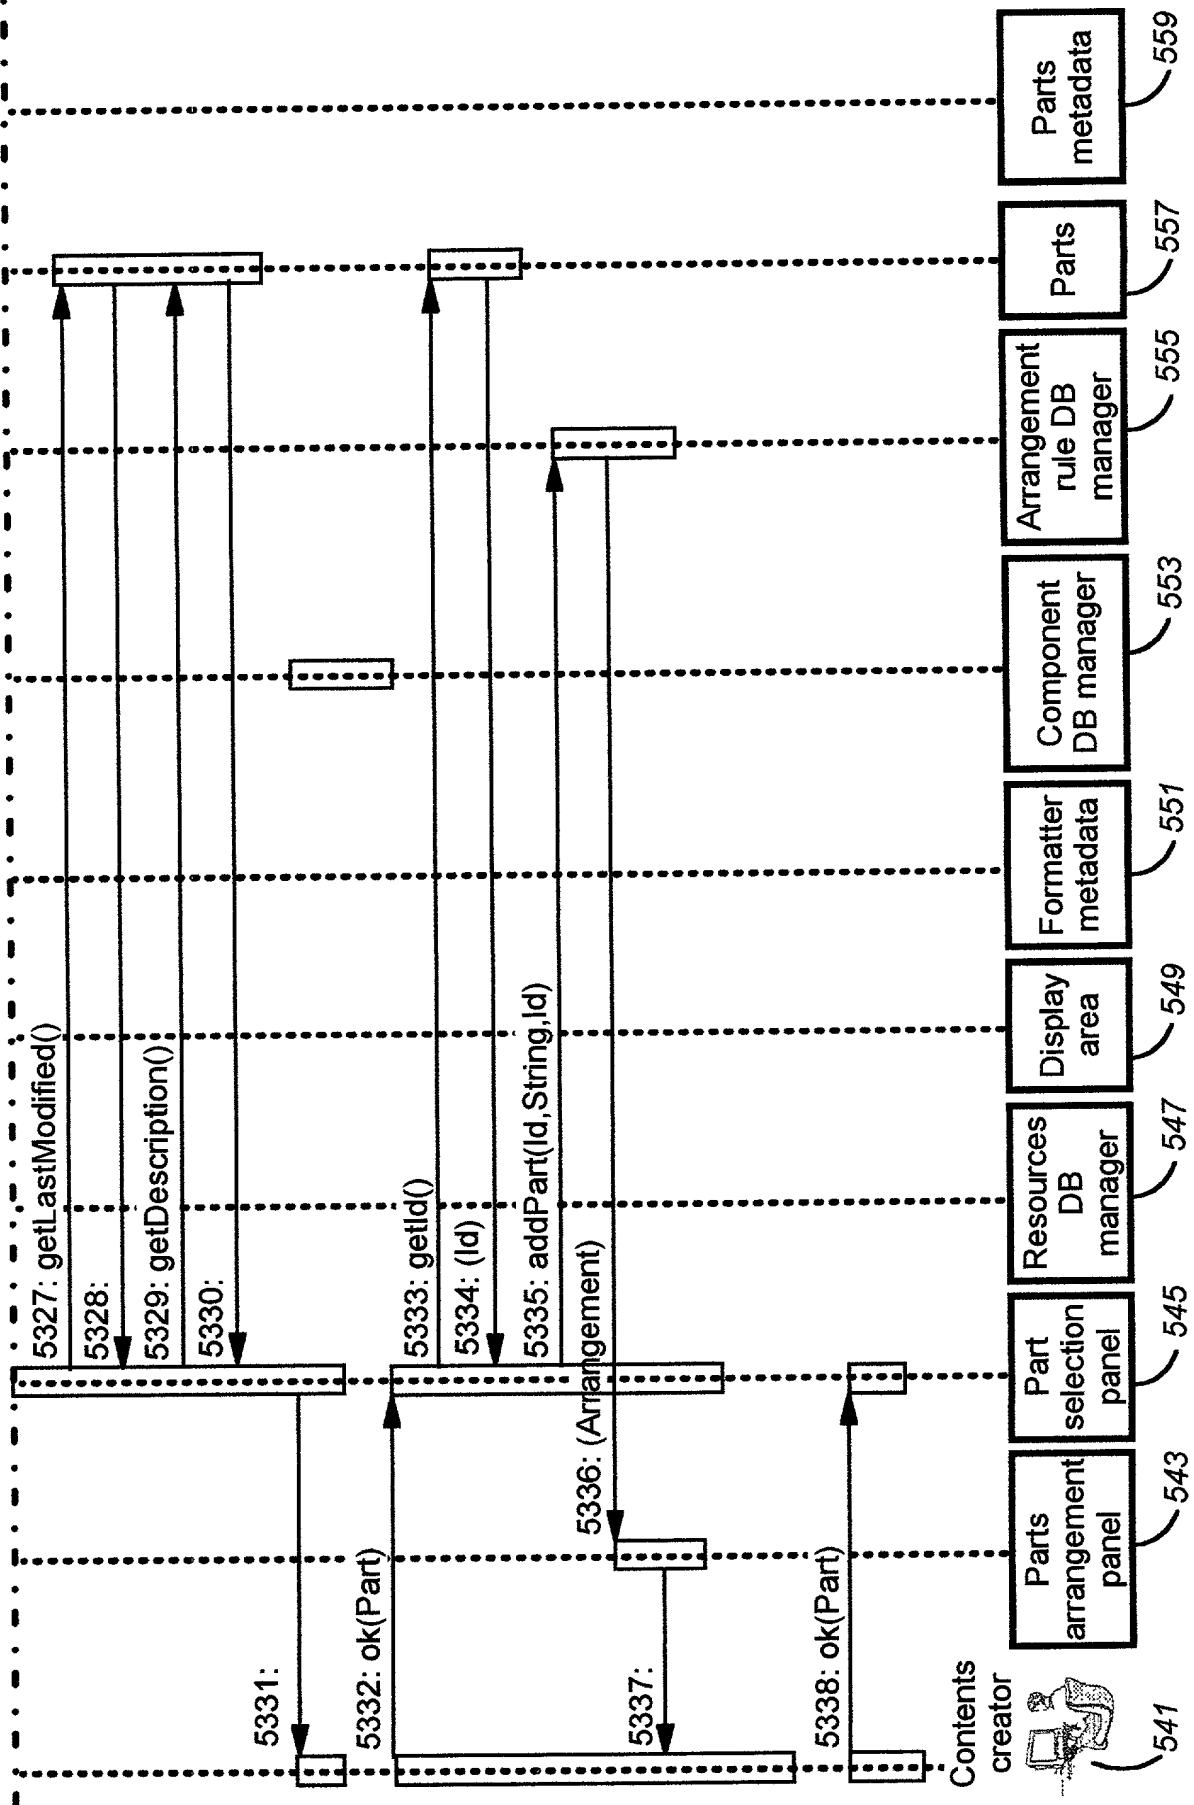 5327: getLastModified()
5328:
5329: getDescription()
5330:
5331:
5332: ok(Part)
5333: getId()
5334: (Id)
5335: addPart(Id,String,Id)
5336: (Arrangement)
5337:
5338: ok(Part)
Contents
creator
541
Parts
arrangement
panel
543
Part
selection
panel
545
Resources
DB
manager
547
Display
area
549
Formatter
metadata
551
Component
DB manager
553
Arrangement
rule DB
manager
555
Parts
557
Parts
metadata
559